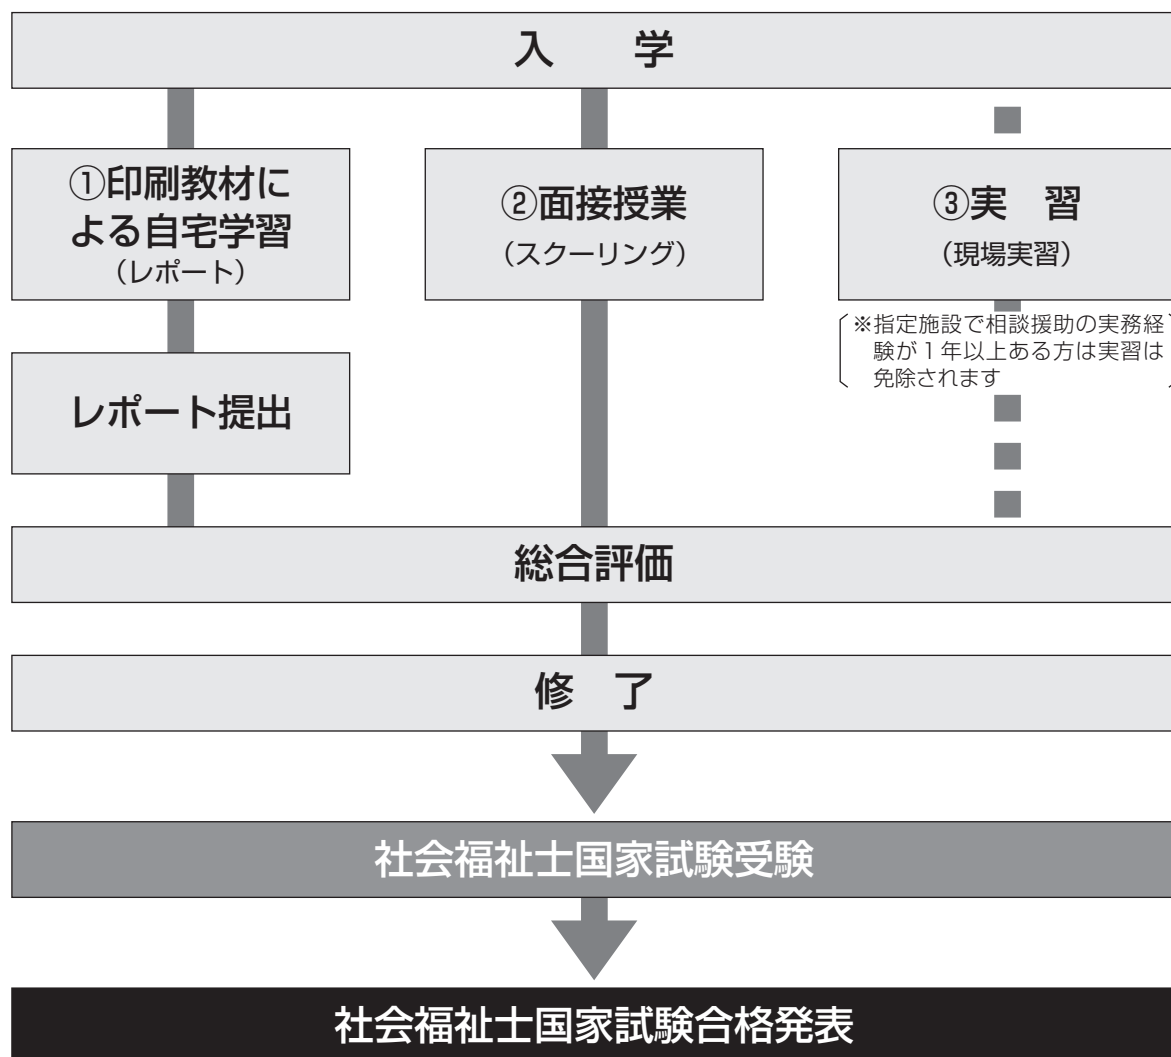 入　学
①印刷教材に
よる自宅学習
（レポート）
②面接授業
（スクーリング）
③実　習
（現場実習）
※指定施設で相談援助の実務経
験が１年以上ある方は実習は
免除されます
レポート提出
総合評価
修　了
社会福祉士国家試験受験
社会福祉士国家試験合格発表